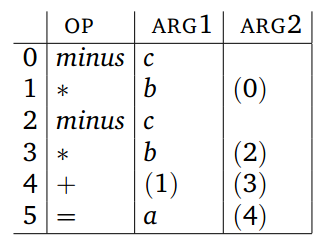 OP ARG1 ARG2
0 minus c
1 * b (0)
2 minus c
3 * b (2)
4 + (1) (3)
5 = a (4)